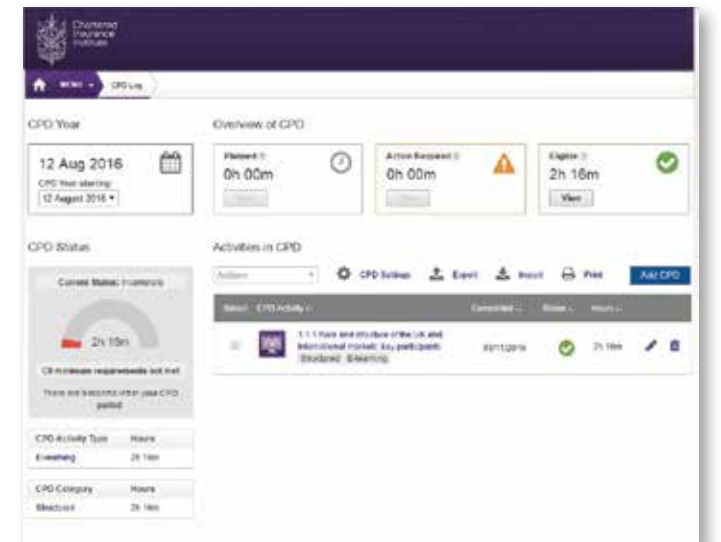 Chartered
Insurance
Institute
MENU
CPD Log
CPD Year
12 Aug 2016
CPD Year starting:
12 August 2016
Overview of CPD
Planned
0h 00m
Action Required
0h 00m
Eligible
2h 16m
View
CPD Status
Current Status:
2h 16m
CII minimum requirements not met
CPD Activity Type Hours
E-learning 2h 16m
CPD Category Hours
Structured 2h 16m
Activities in CPD
Actions CPD Settings Export Import Print Add CPD
Select CPD Activity Completed Status Hours
and structure of the UK and
international market: key participants
Structured E-learning
2h 16m